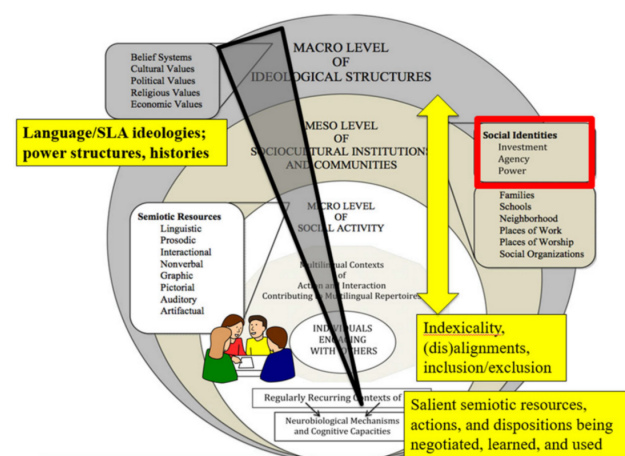 MACRO LEVEL
OF
IDEOLOGICAL STRUCTURES
Belief Systems
Cultural Values
Political Values
Religious Values
Economic Values
Language/SLA ideologies;
power structures, histories
MESO LEVEL
OF
SOCIOCULTURAL INSTITUTIONS
AND COMMUNITIES
Social Identities
Investment
Agency
Power
Families
Schools
Neighborhood
Places of Work
Places of Worship
Social Organizations
MICRO LEVEL
OF
SOCIAL ACTIVITY
Semiotic Resources
Linguistic
Prosodic
Interactional
Nonverbal
Graphic
Pictorial
Auditory
Artifactual
Multilingual Contexts
of
Action and Interaction
Contributing to Multilingual Repertoires
INDIVIDUALS
ENGAGING
WITH OTHERS
Indexicality,
(dis)alignments,
inclusion/exclusion
Regularly Recurring Contexts of
Neurobiological Mechanisms
and Cognitive Capacities
Salient semiotic resources,
actions, and dispositions being
negotiated, learned, and used